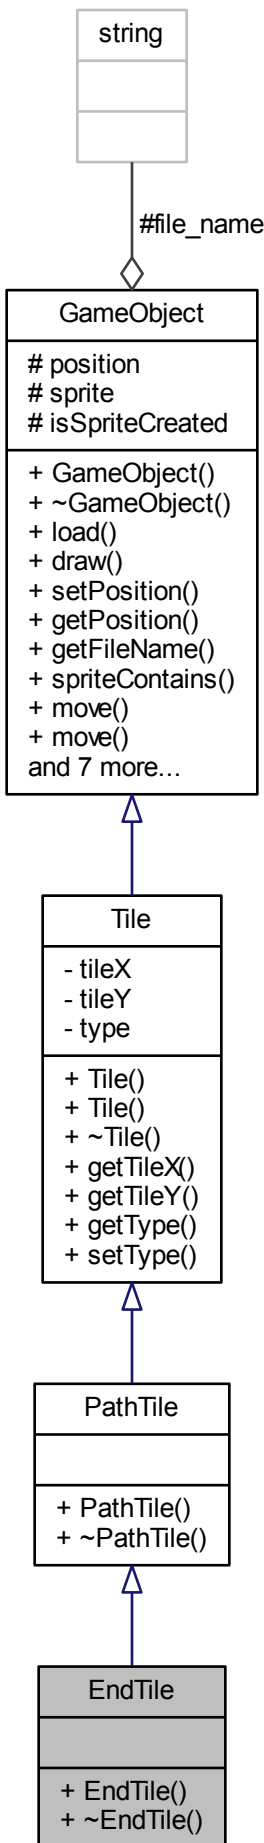 string
#file_name
GameObject
# position
# sprite
# isSpriteCreated
+ GameObject()
+ ~GameObject()
+ load()
+ draw()
+ setPosition()
+ getPosition()
+ getFileName()
+ spriteContains()
+ move()
+ move()
and 7 more...
Tile
- tileX
- tileY
- type
+ Tile()
+ Tile()
+ ~Tile()
+ getTileX()
+ getTileY()
+ getType()
+ setType()
PathTile
+ PathTile()
+ ~PathTile()
EndTile
+ EndTile()
+ ~EndTile()